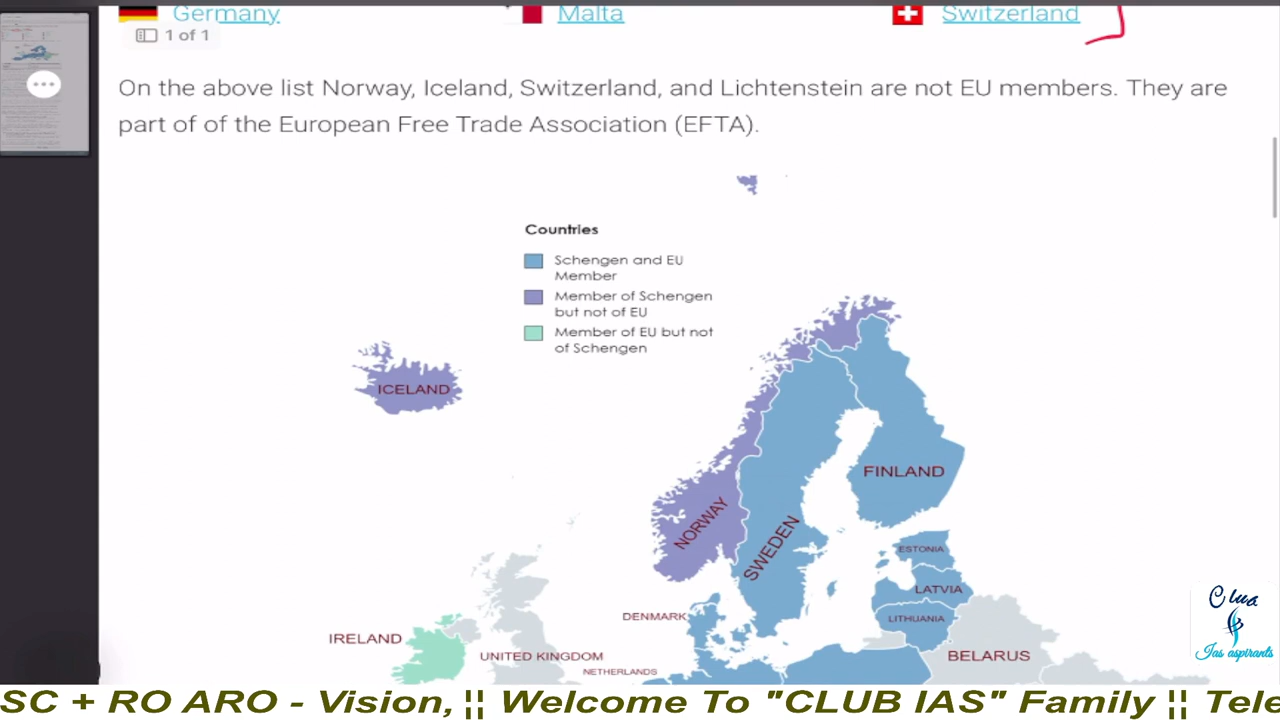 Germany
Malta
Switzerland
1 of 1
On the above list Norway, Iceland, Switzerland, and Lichtenstein are not EU members. They are
part of of the European Free Trade Association (EFTA).
Countries
Schengen and EU
Member
Member of Schengen
but not of EU
Member of EU but not
of Schengen
ICELAND
FINLAND
NORWAY
SWEDEN
ESTONIA
LATVIA
LITHUANIA
DENMARK
IRELAND
UNITED KINGDOM
NETHERLANDS
BELARUS
Club
Ias aspirants
SC + RO ARO - Vision, ¦¦ Welcome To "CLUB IAS" Family ¦¦ Tele